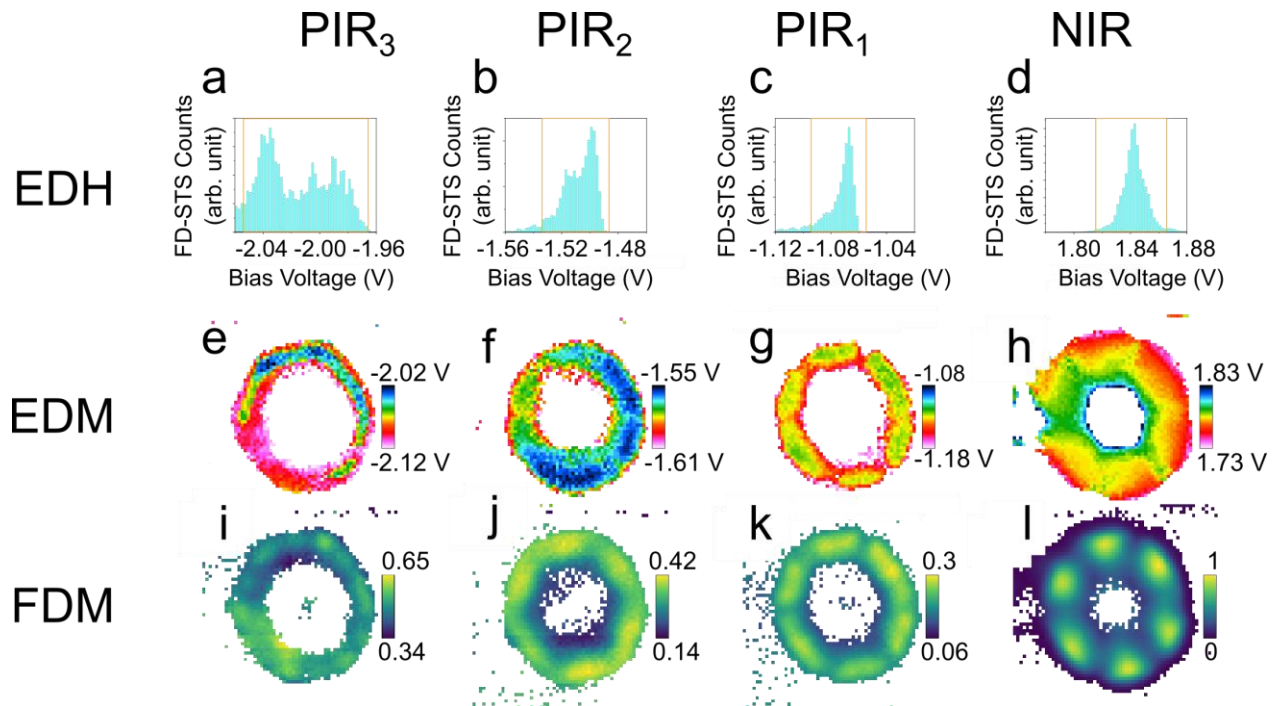 PIR₃ PIR₂ PIR₁ NIR
a b c d
EDH
FD-STS Counts
(arb. unit)
-2.04 -2.00 -1.96
Bias Voltage (V)
FD-STS Counts
(arb. unit)
-1.56 -1.52 -1.48
Bias Voltage (V)
FD-STS Counts
(arb. unit)
-1.12 -1.08 -1.04
Bias Voltage (V)
FD-STS Counts
(arb. unit)
1.80 1.84 1.88
Bias Voltage (V)
EDM
e
-2.02 V
-2.12 V
f
-1.55 V
-1.61 V
g
-1.08
-1.18 V
h
1.83 V
1.73 V
FDM
i
0.65
0.34
j
0.42
0.14
k
0.3
0.06
l
1
0